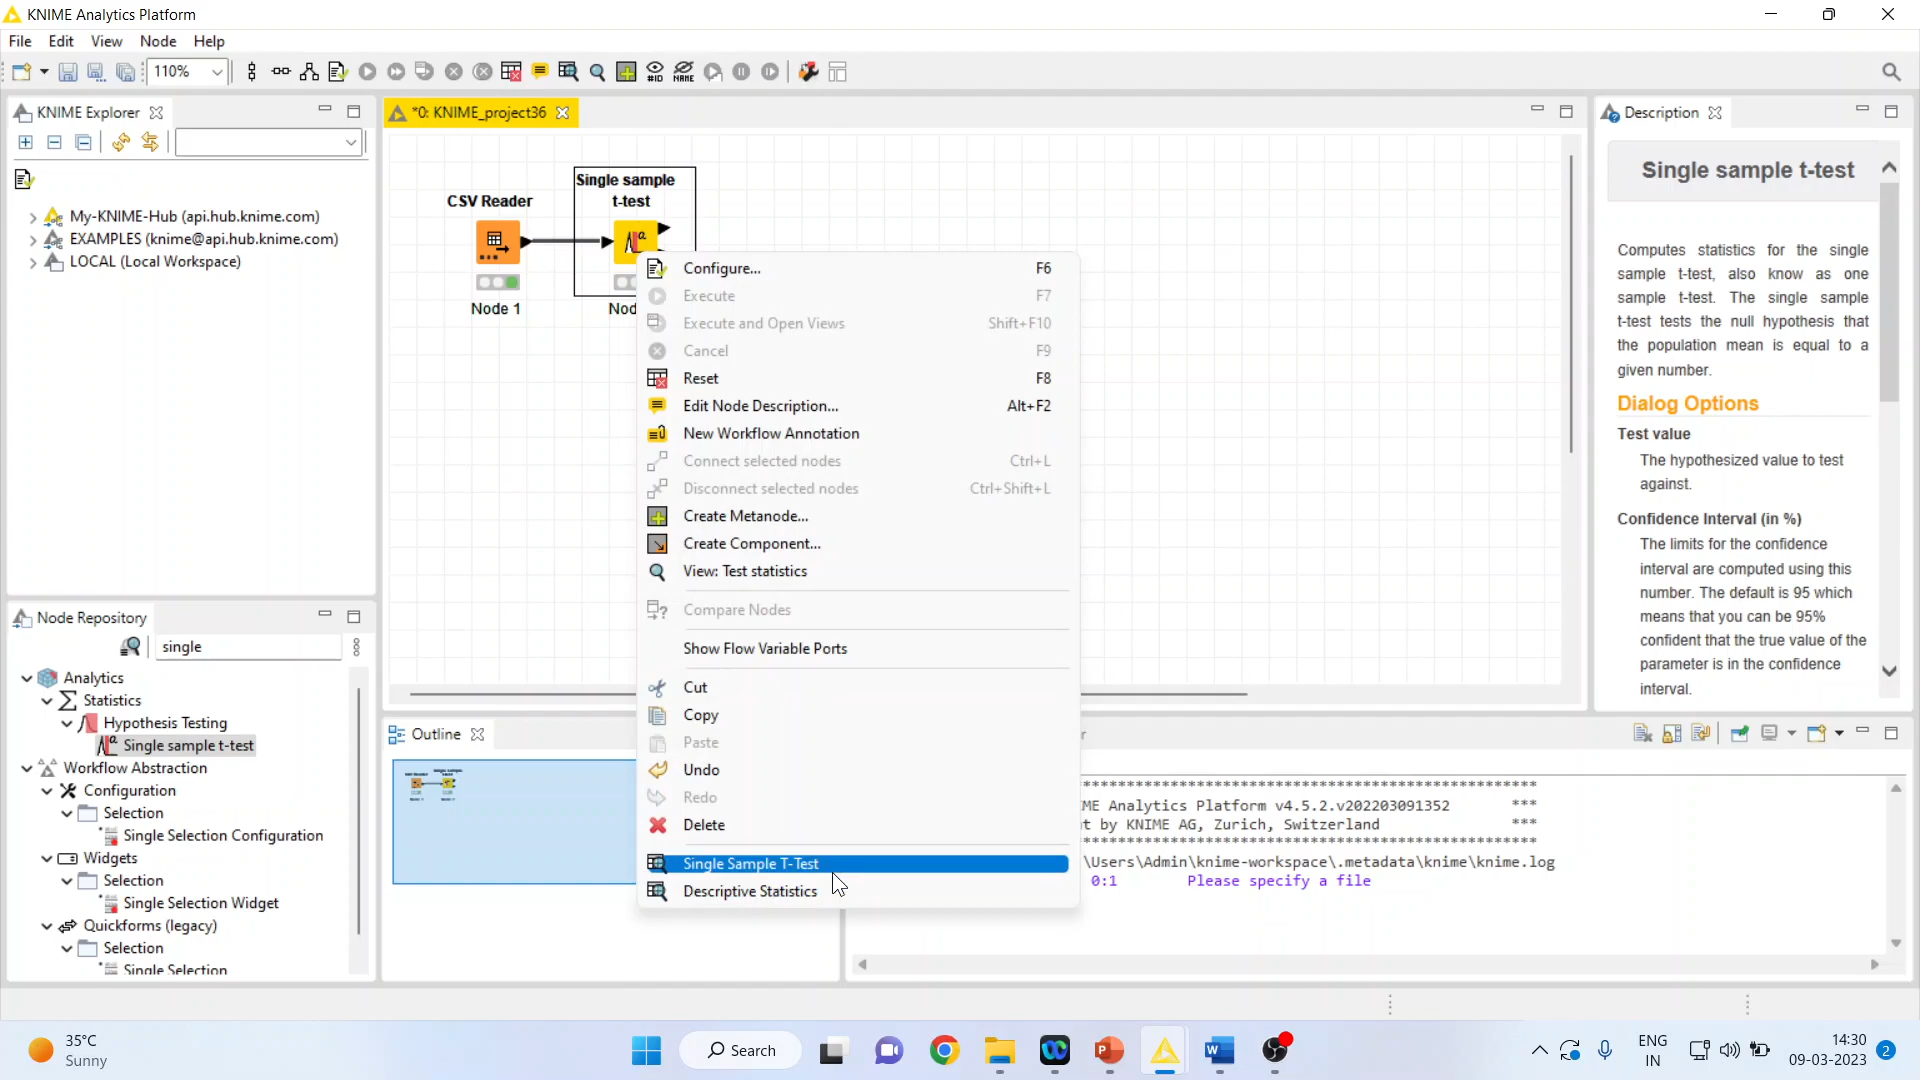 KNIME Analytics Platform
File Edit View Node Help
110%
#ID
NAME
KNIME Explorer
My-KNIME-Hub (api.hub.knime.com)
EXAMPLES (knime@api.hub.knime.com)
LOCAL (Local Workspace)
*0: KNIME_project36
CSV Reader
Node 1
Single sample
t-test
Nod
Configure... F6
Execute F7
Execute and Open Views Shift+F10
Cancel F9
Reset F8
Edit Node Description... Alt+F2
New Workflow Annotation
Connect selected nodes Ctrl+L
Disconnect selected nodes Ctrl+Shift+L
Create Metanode...
Create Component...
View: Test statistics
Compare Nodes
Show Flow Variable Ports
Cut
Copy
Paste
Undo
Redo
Delete
Single Sample T-Test
Descriptive Statistics
Description
Single sample t-test
Computes statistics for the single
sample t-test, also know as one
sample t-test. The single sample
t-test tests the null hypothesis that
the population mean is equal to a
given number.
Dialog Options
Test value
The hypothesized value to test
against.
Confidence Interval (in %)
The limits for the confidence
interval are computed using this
number. The default is 95 which
means that you can be 95%
confident that the true value of the
parameter is in the confidence
interval.
Node Repository
single
Analytics
Statistics
Hypothesis Testing
Single sample t-test
Workflow Abstraction
Configuration
Selection
Single Selection Configuration
Widgets
Selection
Single Selection Widget
Quickforms (legacy)
Selection
Single Selection
Outline
r
*****************************************************
ME Analytics Platform v4.5.2.v202203091352 ***
t by KNIME AG, Zurich, Switzerland ***
*****************************************************
\Users\Admin\knime-workspace\.metadata\knime\knime.log
0:1 Please specify a file
35°C
Sunny
Search
ENG
IN
14:30
09-03-2023
2